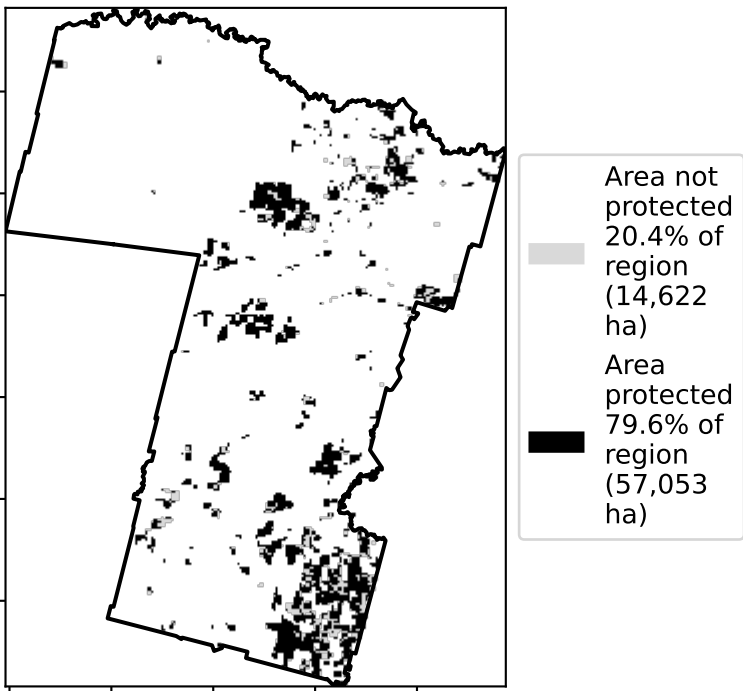 Area not
protected
20.4% of
region
(14,622
ha)
Area
protected
79.6% of
region
(57,053
ha)